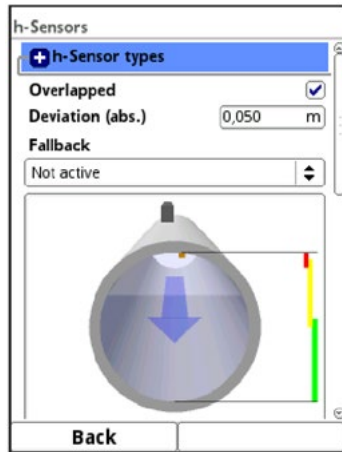 h-Sensors
h-Sensor types
Overlapped
Deviation (abs.) 0,050 m
Fallback
Not active
Back